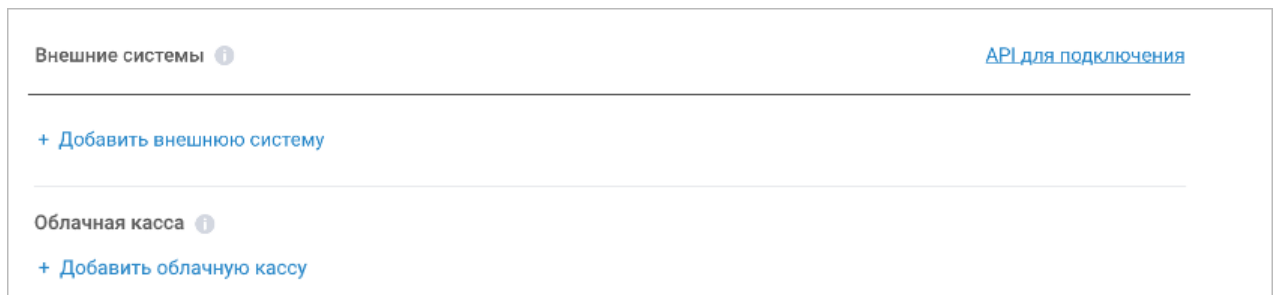 Внешние системы
API для подключения
+ Добавить внешнюю систему
Облачная касса
+ Добавить облачную кассу